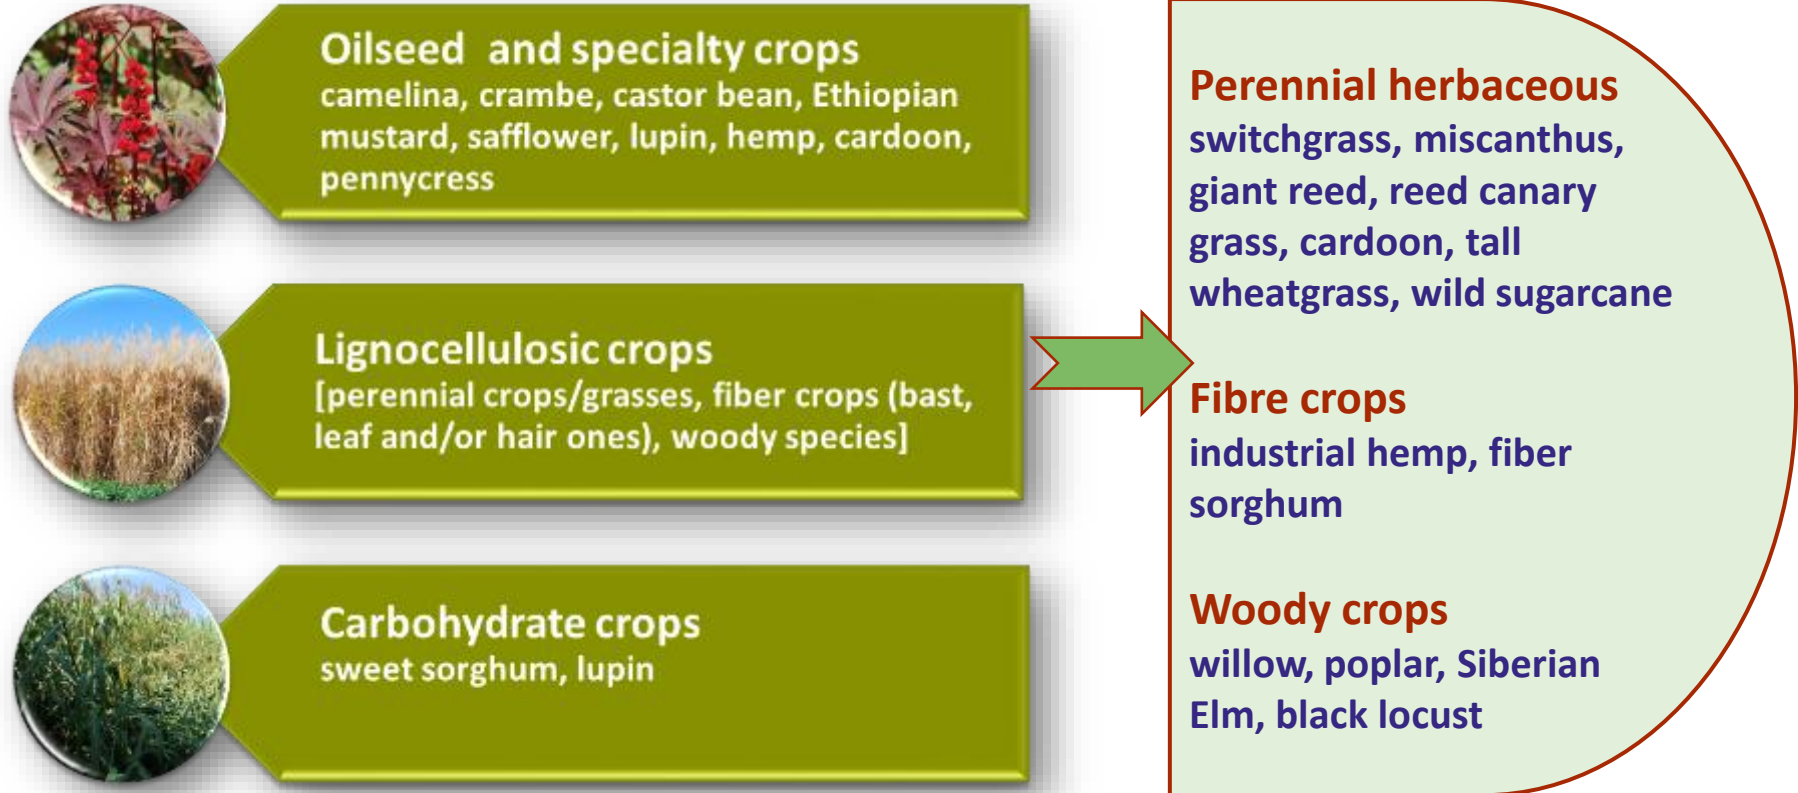 Oilseed and specialty crops
camelina, crambe, castor bean, Ethiopian
mustard, safflower, lupin, hemp, cardoon,
pennycress
Lignocellulosic crops
[perennial crops/grasses, fiber crops (bast,
leaf and/or hair ones), woody species]
Carbohydrate crops
sweet sorghum, lupin
Perennial herbaceous
switchgrass, miscanthus,
giant reed, reed canary
grass, cardoon, tall
wheatgrass, wild sugarcane
Fibre crops
industrial hemp, fiber
sorghum
Woody crops
willow, poplar, Siberian
Elm, black locust